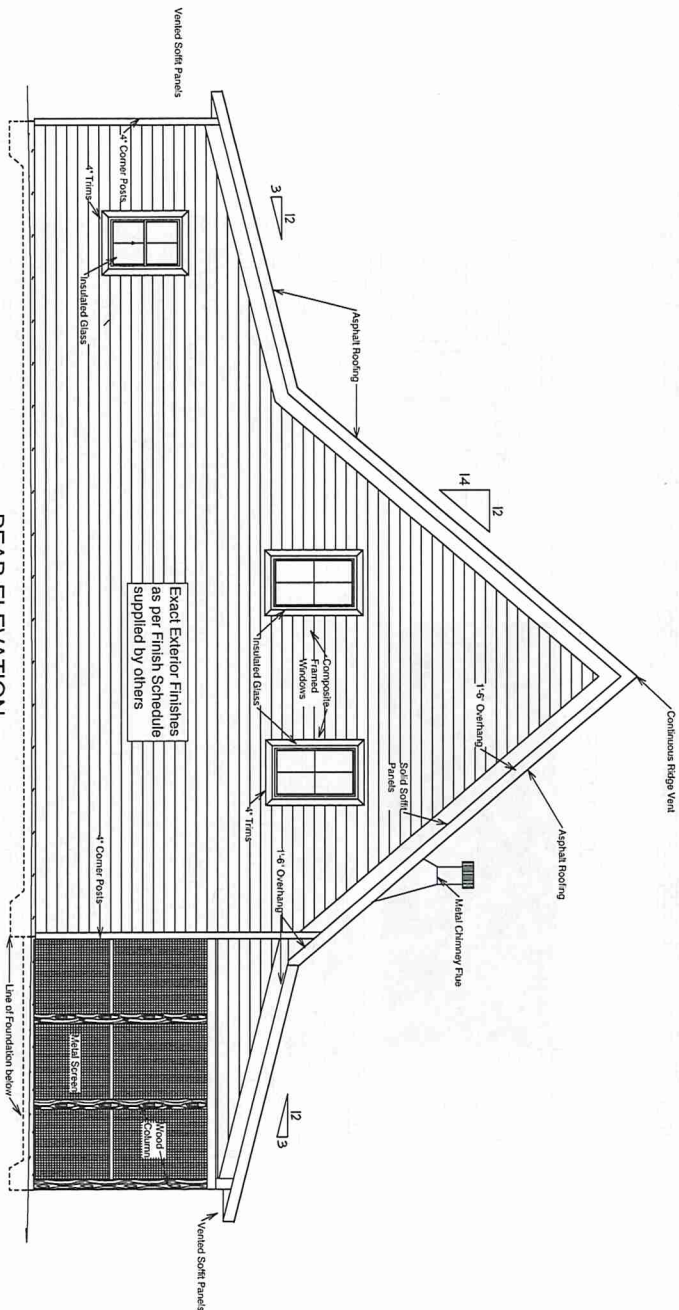 Continuous Ridge Vent
12
14
Asphalt Roofing
1'-6" Overhang
Asphalt Roofing
Solid Soffit
Panels
Metal Chimney Flue
12
3
12
3
Vented Soffit Panels
4" Corner Posts
4" Trims
Insulated Glass
Composite
Framed
Windows
Insulated Glass
4" Trims
1'-6" Overhang
Exact Exterior Finishes
as per Finish Schedule
supplied by others
4" Corner Posts
Metal Screen
Wood
Column
Vented Soffit Panels
Line of Foundation below
REAR ELEVATION